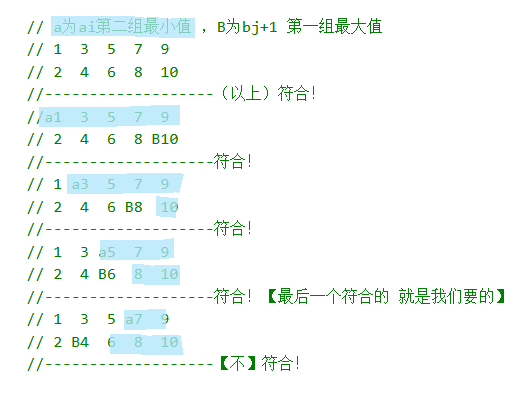 // a为ai第二组最小值 ，B为bj+1 第一组最大值
// 1 3 5 7 9
// 2 4 6 8 10
//-------------------（以上）符合！
//a1 3 5 7 9
// 2 4 6 8 B10
//-------------------符合！
// 1 a3 5 7 9
// 2 4 6 B8 10
//-------------------符合！
// 1 3 a5 7 9
// 2 4 B6 8 10
//-------------------符合！【最后一个符合的 就是我们要的】
// 1 3 5 a7 9
// 2 B4 6 8 10
//-------------------【不】符合！